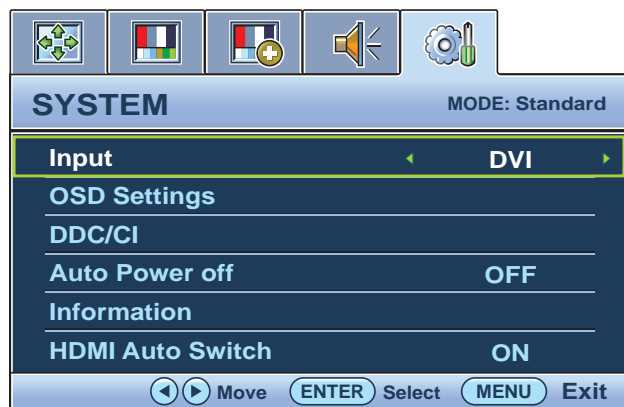 SYSTEM MODE: Standard
Input DVI
OSD Settings
DDC/CI
Auto Power off OFF
Information
HDMI Auto Switch ON
Move ENTER Select MENU Exit